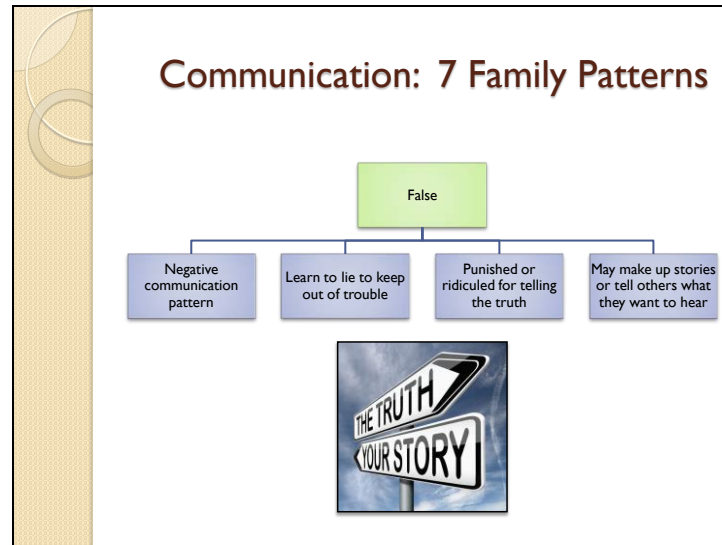 Communication: 7 Family Patterns
False
Negative
communication
pattern
Learn to lie to keep
out of trouble
Punished or
ridiculed for telling
the truth
May make up stories
or tell others what
they want to hear
THE TRUTH
YOUR STORY